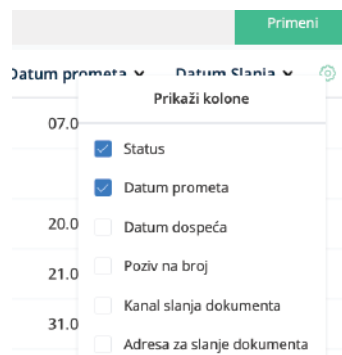 Primeni
Datum prometa Datum Slanja
Prikaži kolone
07.0
Status
Datum prometa
20.0
Datum dospeća
21.0
Poziv na broj
Kanal slanja dokumenta
31.0
Adresa za slanje dokumenta